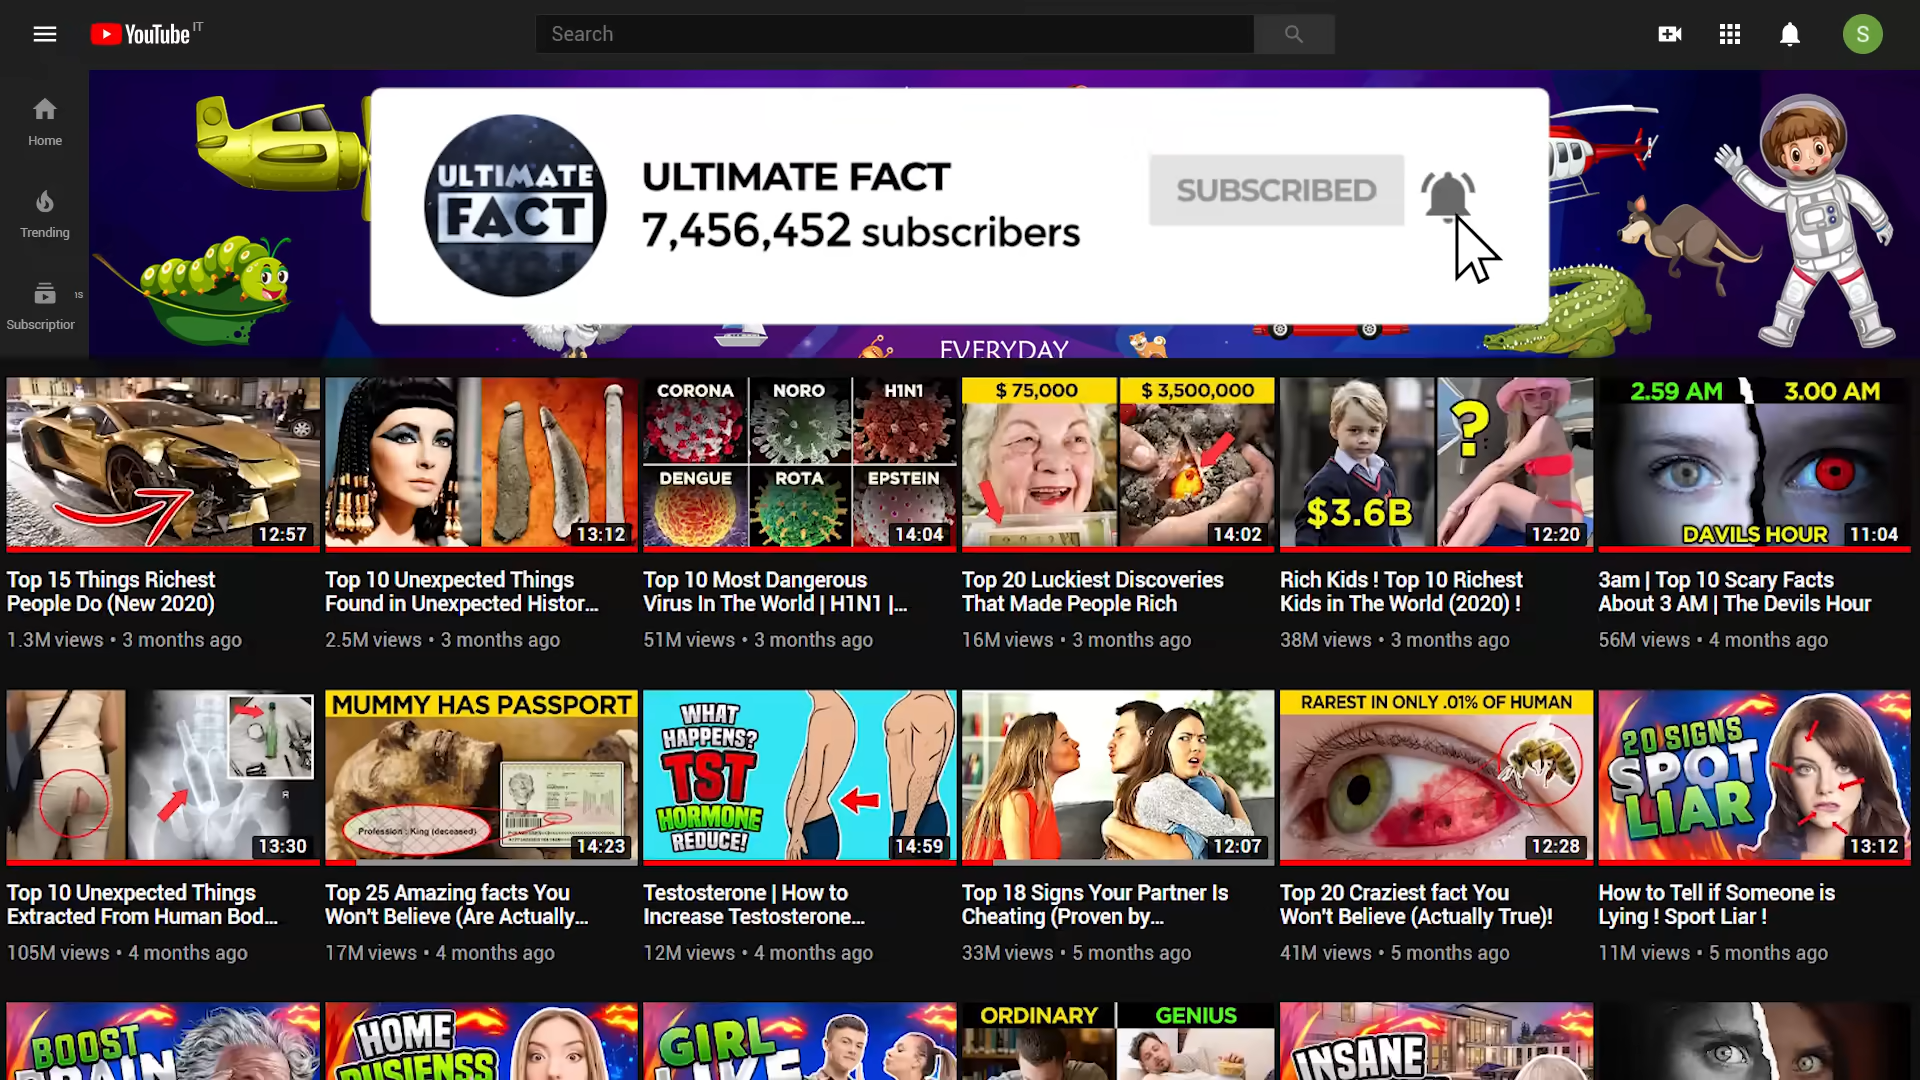 YouTube IT
Search
S
Home
Trending
ns
Subscription
ULTIMATE
FACT
ULTIMATE FACT
7,456,452 subscribers
SUBSCRIBED
EVERYDAY
CORONA NORO H1N1
DENGUE ROTA EPSTEIN
$ 75,000 $ 3,500,000
?
$3.6B
2.59 AM 3.00 AM
DAVILS HOUR
12:57
13:12
14:04
14:02
12:20
11:04
Top 15 Things Richest
People Do (New 2020)
1.3M views • 3 months ago
Top 10 Unexpected Things
Found in Unexpected Histor...
2.5M views • 3 months ago
Top 10 Most Dangerous
Virus In The World | H1N1 |...
51M views • 3 months ago
Top 20 Luckiest Discoveries
That Made People Rich
16M views • 3 months ago
Rich Kids ! Top 10 Richest
Kids in The World (2020) !
38M views • 3 months ago
3am | Top 10 Scary Facts
About 3 AM | The Devils Hour
56M views • 4 months ago
R
13:30
MUMMY HAS PASSPORT
Profession : King (deceased)
14:23
WHAT
HAPPENS?
TST
HORMONE
REDUCE!
14:59
12:07
RAREST IN ONLY .01% OF HUMAN
12:28
20 SIGNS
SPOT
LIAR
13:12
Top 10 Unexpected Things
Extracted From Human Bod...
105M views • 4 months ago
Top 25 Amazing facts You
Won't Believe (Are Actually...
17M views • 4 months ago
Testosterone | How to
Increase Testosterone...
12M views • 4 months ago
Top 18 Signs Your Partner Is
Cheating (Proven by...
33M views • 5 months ago
Top 20 Craziest fact You
Won't Believe (Actually True)!
41M views • 5 months ago
How to Tell if Someone is
Lying ! Sport Liar !
11M views • 5 months ago
BOOST
BRAIN
HOME
BUSIENSS
GIRL
LIKE
ORDINARY GENIUS
INSANE